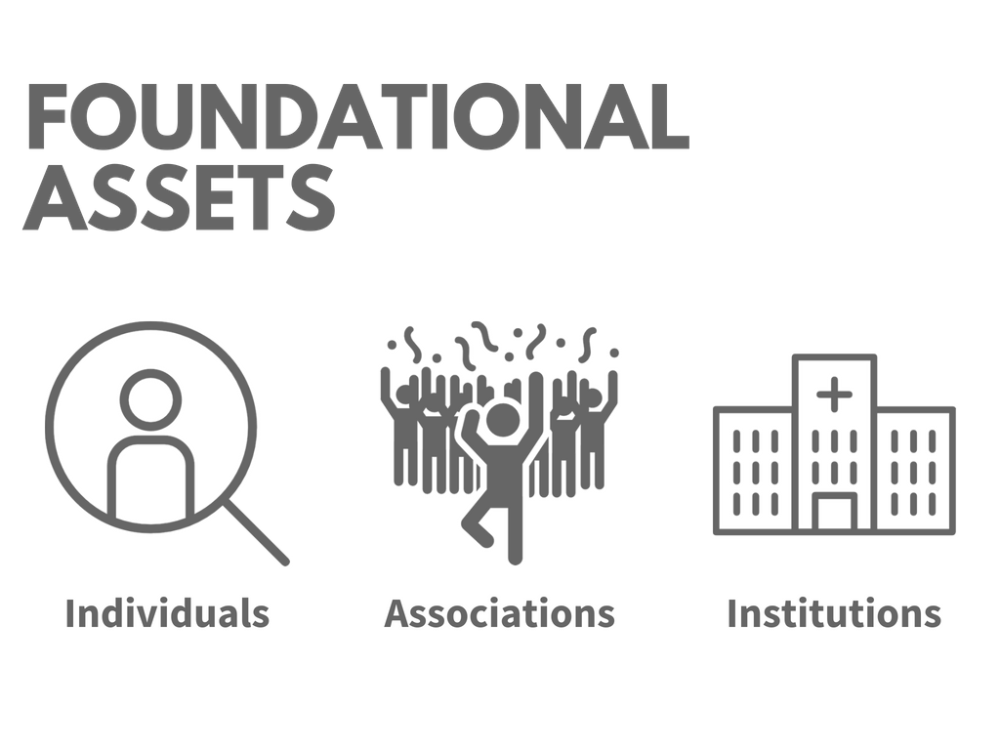 FOUNDATIONAL
ASSETS
Individuals
Associations
Institutions